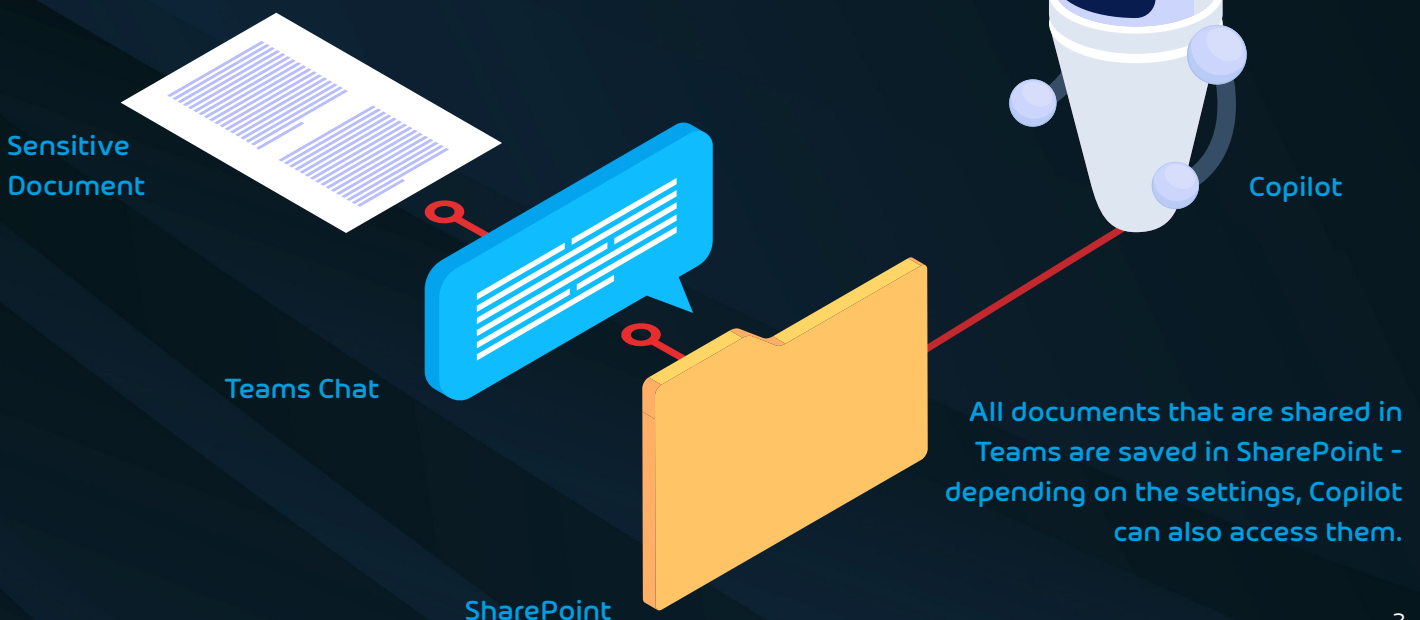 Sensitive
Document
Copilot
Teams Chat
All documents that are shared in
Teams are saved in SharePoint -
depending on the settings, Copilot
can also access them.
SharePoint